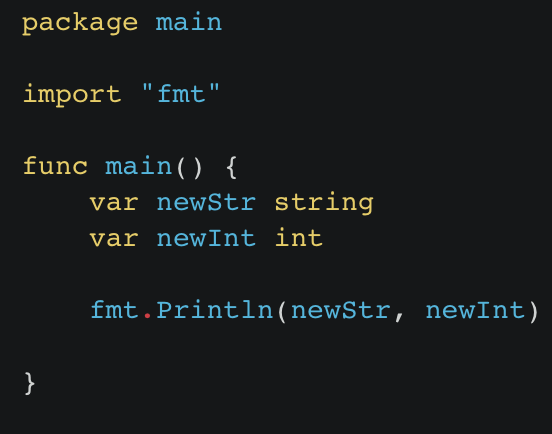 package main
import "fmt"
func main() {
var newStr string
var newInt int
fmt.Println(newStr, newInt)
}